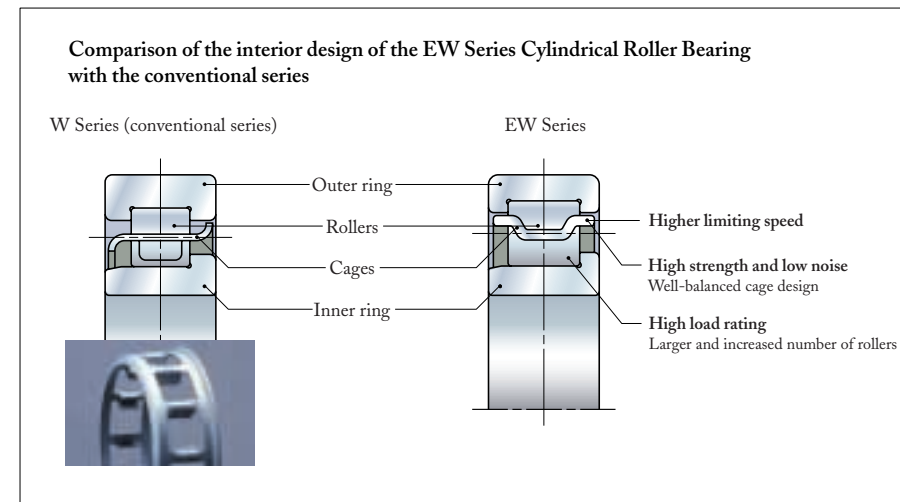 Comparison of the interior design of the EW Series Cylindrical Roller Bearing
with the conventional series
W Series (conventional series)
EW Series
Outer ring
Rollers
Cages
Inner ring
Higher limiting speed
High strength and low noise
Well-balanced cage design
High load rating
Larger and increased number of rollers